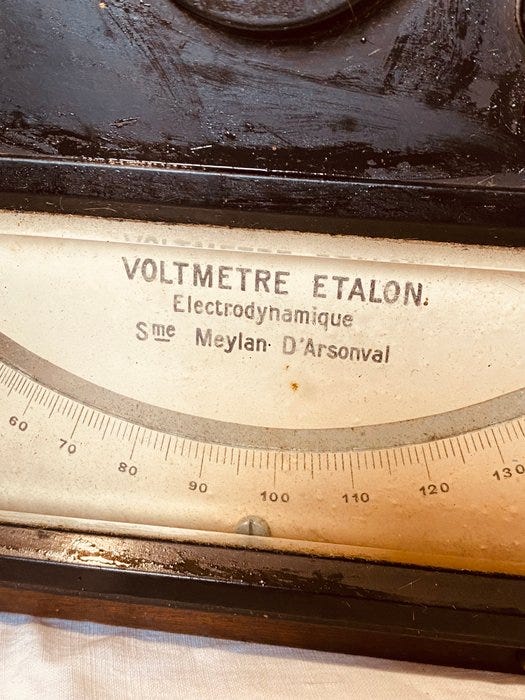 VOLTMETRE ETALON.
Electrodynamique
Sme Meylan D'Arsonval
60 70 80 90 100 110 120 130